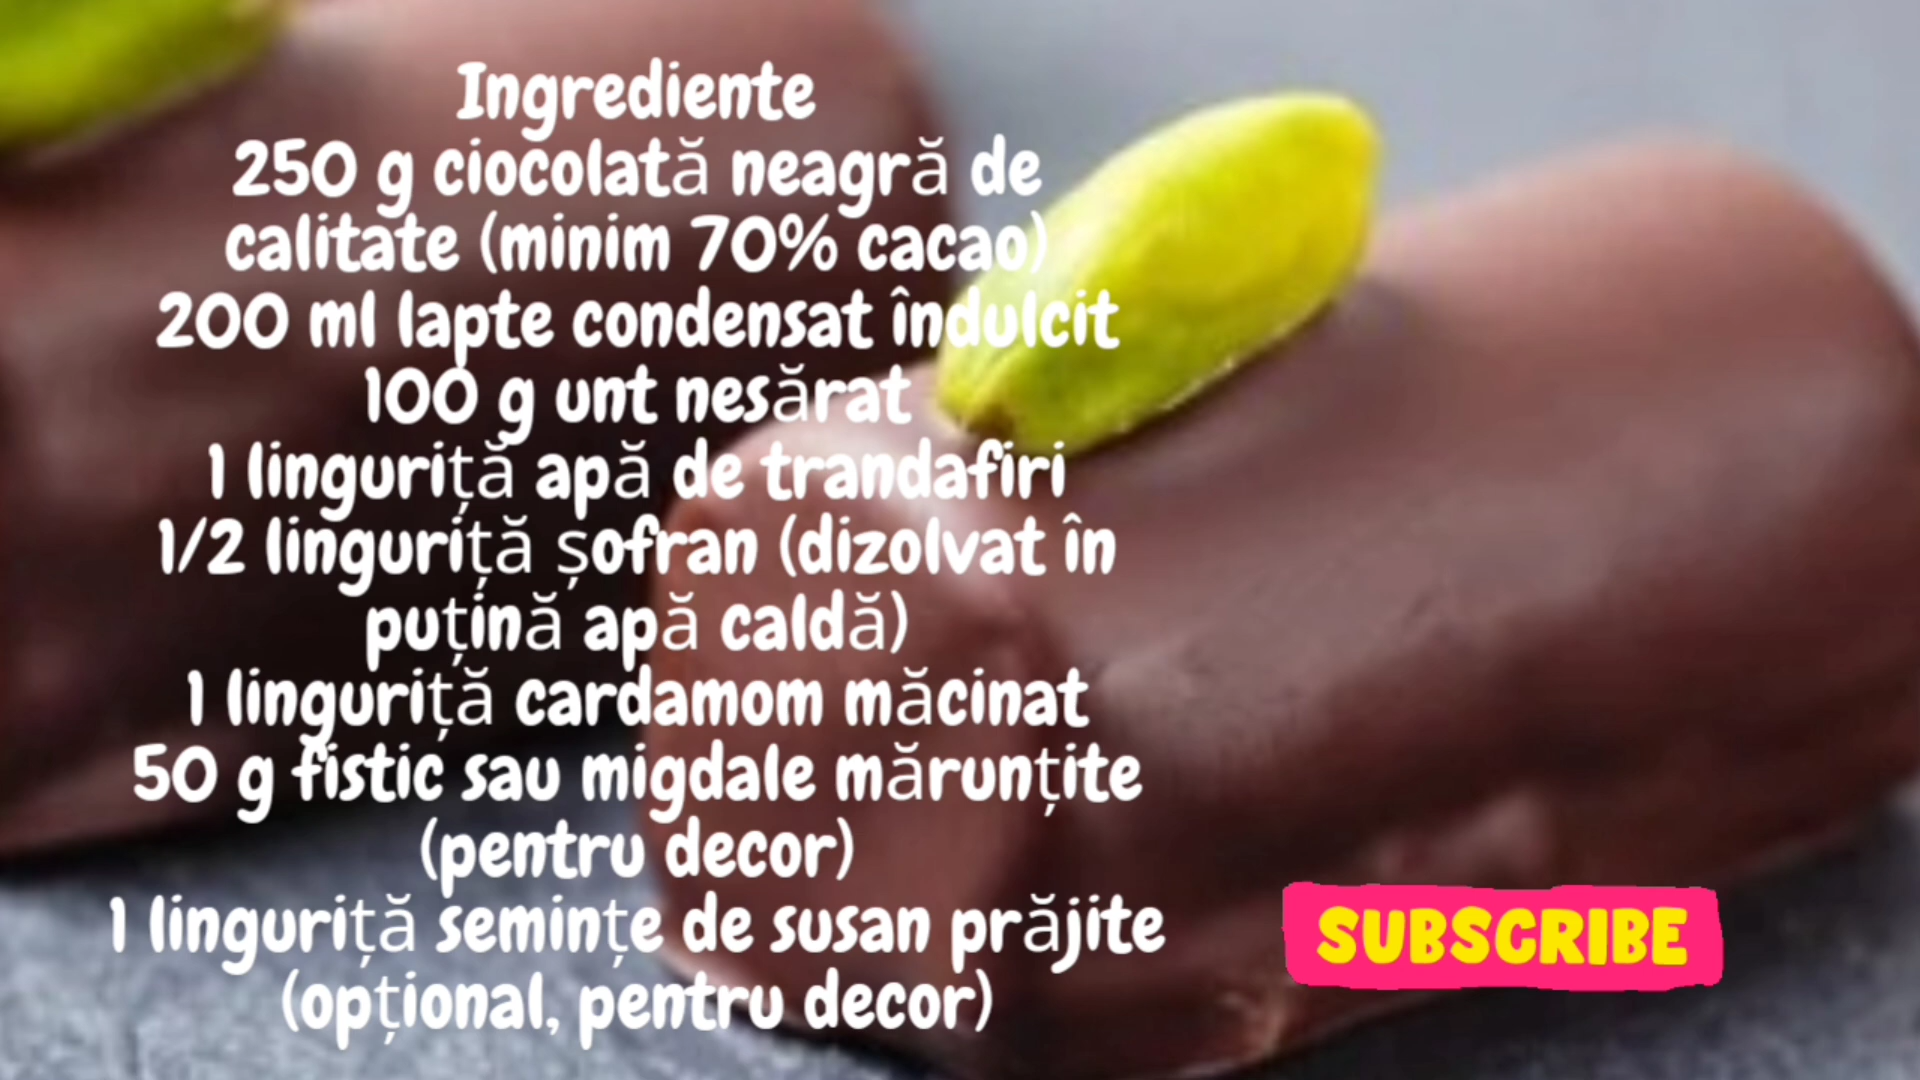 Ingrediente
250 g ciocolată neagră de
calitate (minim 70% cacao)
200 ml lapte condensat îndulcit
100 g unt nesărat
1 linguriță apă de trandafiri
1/2 linguriță șofran (dizolvat în
puțină apă caldă)
1 linguriță cardamom măcinat
50 g fistic sau migdale mărunțite
(pentru decor)
1 linguriță semințe de susan prăjite
(opțional, pentru decor)
SUBSCRIBE